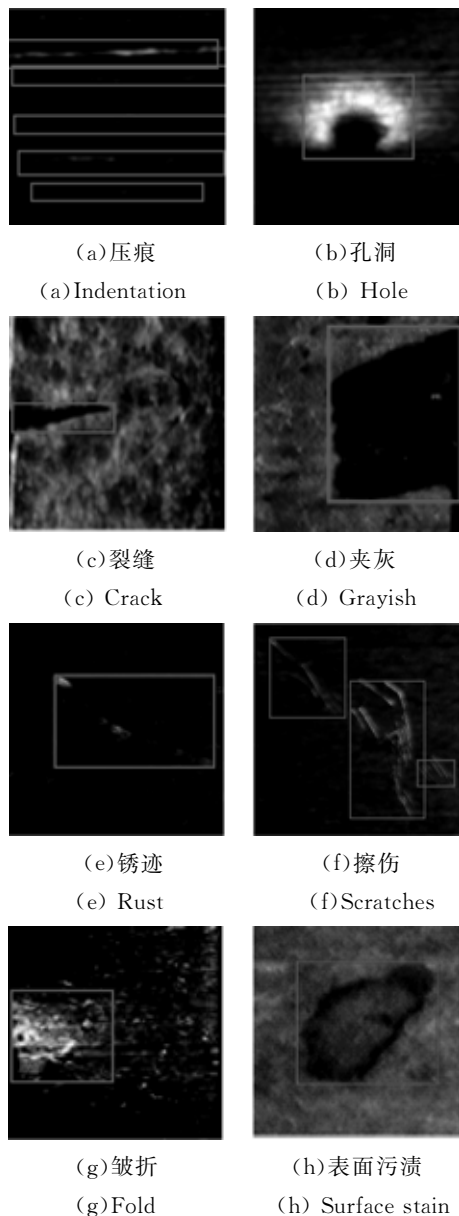 (a)压痕 (b)孔洞
(a)Indentation (b) Hole
(c)裂缝 (d)夹灰
(c) Crack (d) Grayish
(e)锈迹 (f)擦伤
(e) Rust (f)Scratches
(g)皱折 (h)表面污渍
(g)Fold (h) Surface stain